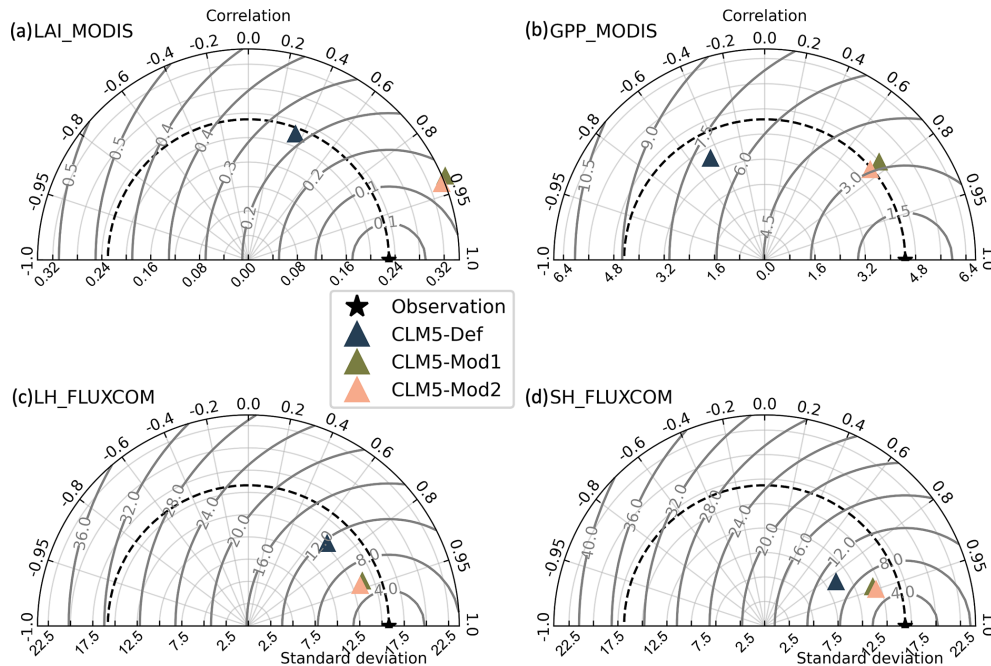 Correlation
Correlation
(a)LAI_MODIS
(b)GPP_MODIS
-1.0 -0.95 -0.8 -0.6 -0.4 -0.2 0.0 0.2 0.4 0.6 0.8 0.95 1.0
0.5 0.5 0.4 0.4 0.3 0.2 0.2 0.1
0.32 0.24 0.16 0.08 0.00 0.08 0.16 0.24 0.32
-1.0 -0.95 -0.8 -0.6 -0.4 -0.2 0.0 0.2 0.4 0.6 0.8 0.95 1.0
10.5 9.0 7.5 6.0 4.5 3.0 1.5
6.4 4.8 3.2 1.6 0.0 1.6 3.2 4.8 6.4
Observation
CLM5-Def
CLM5-Mod1
CLM5-Mod2
(c)LH_FLUXCOM
(d)SH_FLUXCOM
-1.0 -0.95 -0.8 -0.6 -0.4 -0.2 0.0 0.2 0.4 0.6 0.8 0.95 1.0
36.0 32.0 28.0 24.0 20.0 16.0 8.0 4.0
22.5 17.5 12.5 7.5 2.5 2.5 7.5 12.5 17.5 22.5
-1.0 -0.95 -0.8 -0.6 -0.4 -0.2 0.0 0.2 0.4 0.6 0.8 0.95 1.0
40.0 36.0 32.0 28.0 24.0 20.0 16.0 12.0 8.0 4.0
22.5 17.5 12.5 7.5 2.5 2.5 7.5 12.5 17.5 22.5
Standard deviation
Standard deviation